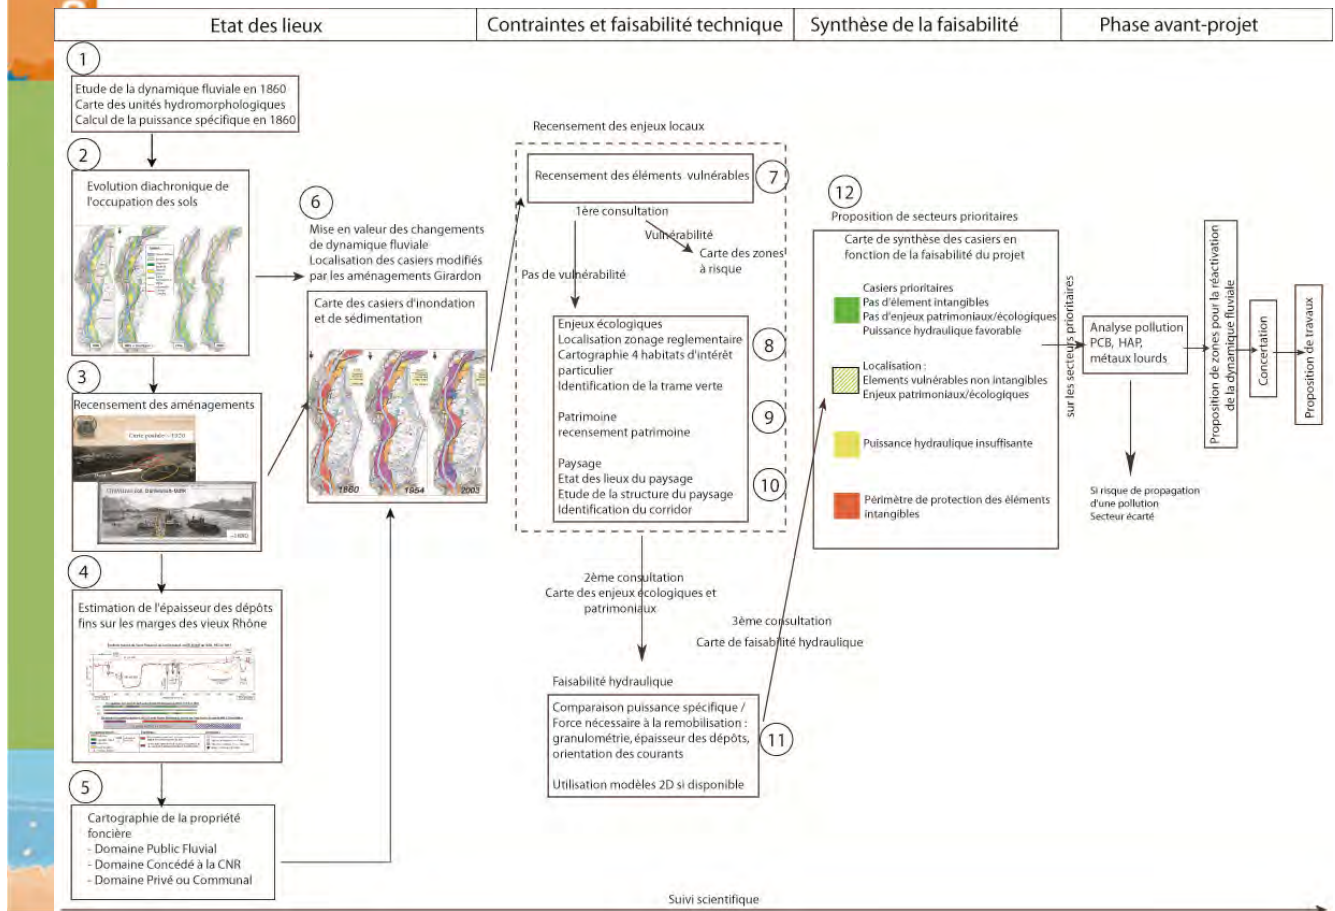 Etat des lieux
Contraintes et faisabilité technique
Synthèse de la faisabilité
Phase avant-projet
1
Etude de la dynamique fluviale en 1860
Carte des unités hydromorphologiques
Calcul de la puissance spécifique en 1860
2
Evolution diachronique de
l'occupation des sols
3
Recensement des aménagements
Carte postale ~1920
4
Estimation de l'épaisseur des dépôts
fins sur les marges des vieux Rhône
5
Cartographie de la propriété
foncière
- Domaine Public Fluvial
- Domaine Concédé à la CNR
- Domaine Privé ou Communal
6
Mise en valeur des changements
de dynamique fluviale
Localisation des casiers modifiés
par les aménagements Girardon
Carte des casiers d'inondation
et de sédimentation
1860
1954
2003
Recensement des enjeux locaux
Recensement des éléments vulnérables
7
1ère consultation
Vulnérabilité
Carte des zones
à risque
Pas de vulnérabilité
Enjeux écologiques
Localisation zonage reglementaire
Cartographie 4 habitats d'intérêt
particulier
Identification de la trame verte
8
Patrimoine
recensement patrimoine
9
Paysage
Etat des lieux du paysage
Etude de la structure du paysage
Identification du corridor
10
2ème consultation
Carte des enjeux écologiques et
patrimoniaux
3ème consultation
Carte de faisabilité hydraulique
Faisabilité hydraulique
Comparaison puissance spécifique /
Force nécessaire à la remobilisation :
granulométrie, épaisseur des dépôts,
orientation des courants
Utilisation modèles 2D si disponible
11
12
Proposition de secteurs prioritaires
Carte de synthèse des casiers en
fonction de la faisabilité du projet
Casiers prioritaires
Pas d'élément intangibles
Pas d'enjeux patrimoniaux/écologiques
Puissance hydraulique favorable
Localisation :
Elements vulnérables non intangibles
Enjeux patrimoniaux/écologiques
Puissance hydraulique insuffisante
Périmètre de protection des éléments
intangibles
sur les secteurs prioritaires
Analyse pollution
PCB, HAP,
métaux lourds
Si risque de propagation
d'une pollution
Secteur écarté
Proposition de zones pour la réactivation
de la dynamique fluviale
Concertation
Proposition de travaux
Suivi scientifique